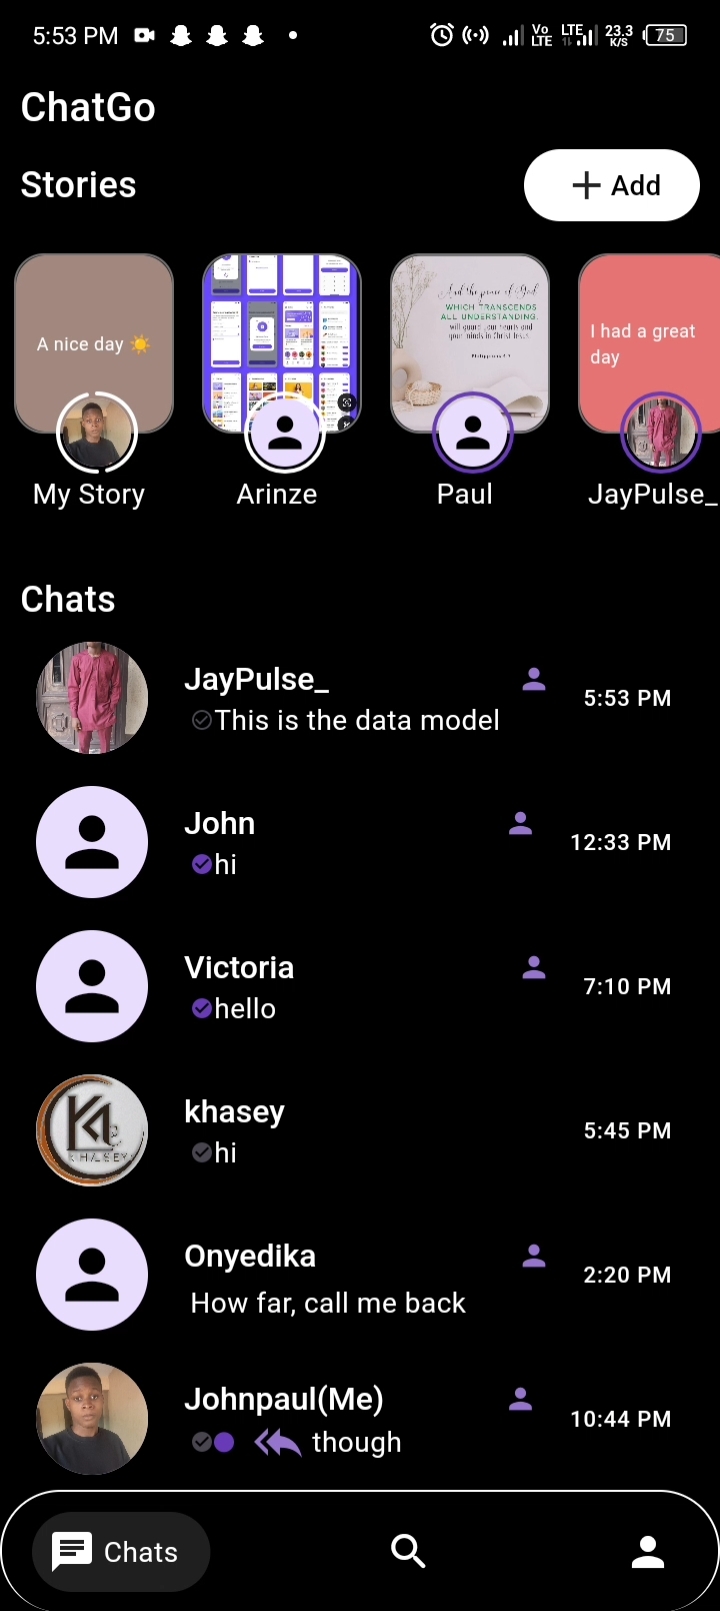 5:53 PM
Vo LTE
LTE
23.3 K/S
75
ChatGo
Stories
+ Add
A nice day ☀️
And the peace of God,
WHICH TRANSCENDS
ALL UNDERSTANDING,
will guard your hearts and
your minds in Christ Jesus.
Philippians 4:7
I had a great
day
My Story
Arinze
Paul
JayPulse_
Chats
JayPulse_
This is the data model
5:53 PM
John
hi
12:33 PM
Victoria
hello
7:10 PM
khasey
hi
5:45 PM
KHASEY
Onyedika
How far, call me back
2:20 PM
Johnpaul(Me)
though
10:44 PM
Chats